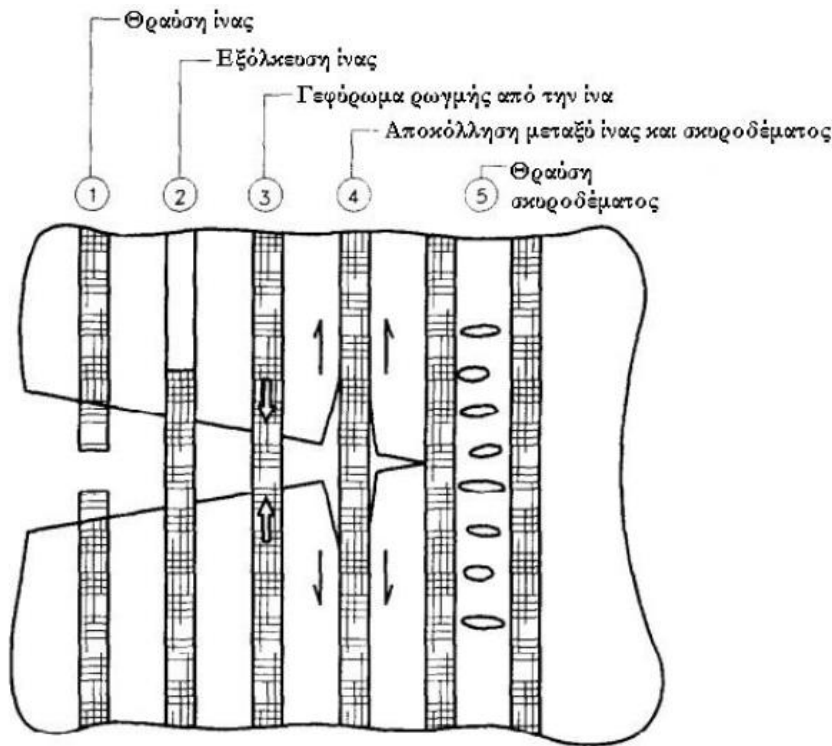 Θραύση ίνας
Εξόλκευση ίνας
Γεφύρωμα ρωγμής από την ίνα
Αποκόλληση μεταξύ ίνας και σκυροδέματος
1
2
3
4
5
Θραύση
σκυροδέματος